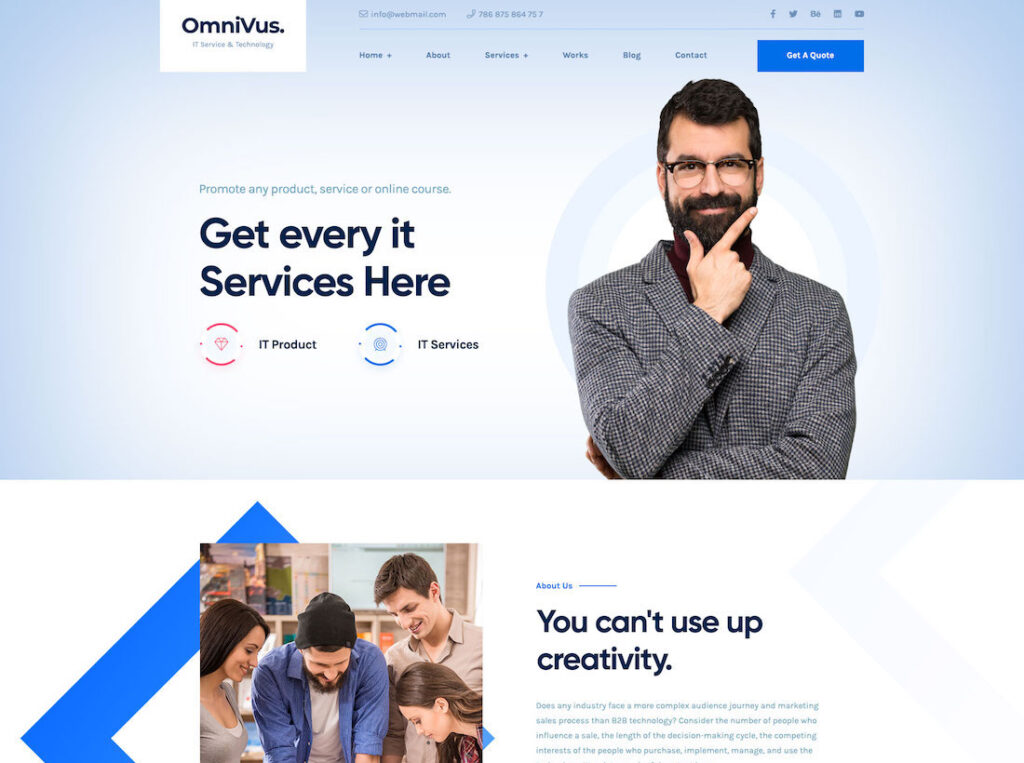 OmniVus.
IT Service & Technology
info@webmail.com
786 875 864 75 7
Bē
Home +
About
Services +
Works
Blog
Contact
Get A Quote
Promote any product, service or online course.
Get every it
Services Here
IT Product
IT Services
About Us
You can't use up
creativity.
Does any industry face a more complex audience journey and marketing
sales process than B2B technology? Consider the number of people who
influence a sale, the length of the decision-making cycle, the competing
interests of the people who purchase, implement, manage, and use the